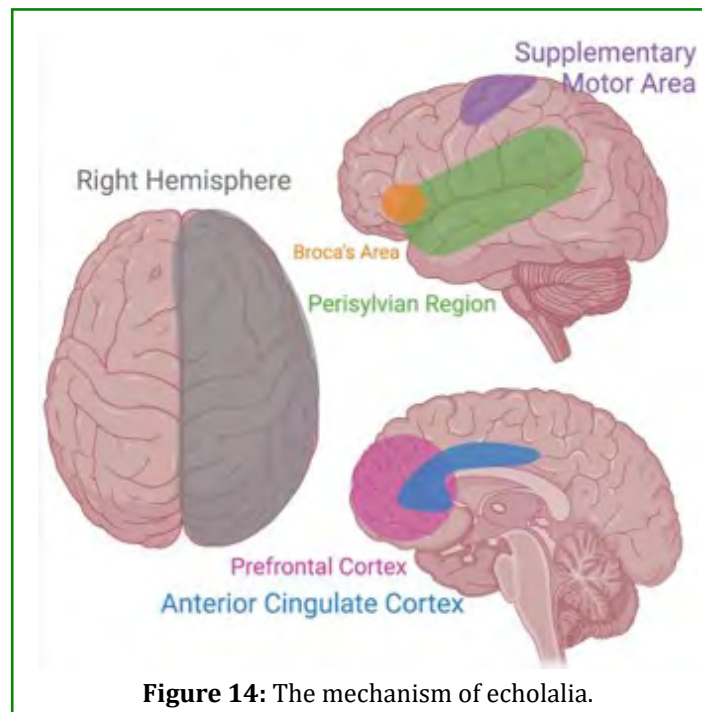 Supplementary
Motor Area
Right Hemisphere
Broca's Area
Perisylvian Region
Prefrontal Cortex
Anterior Cingulate Cortex
Figure 14: The mechanism of echolalia.